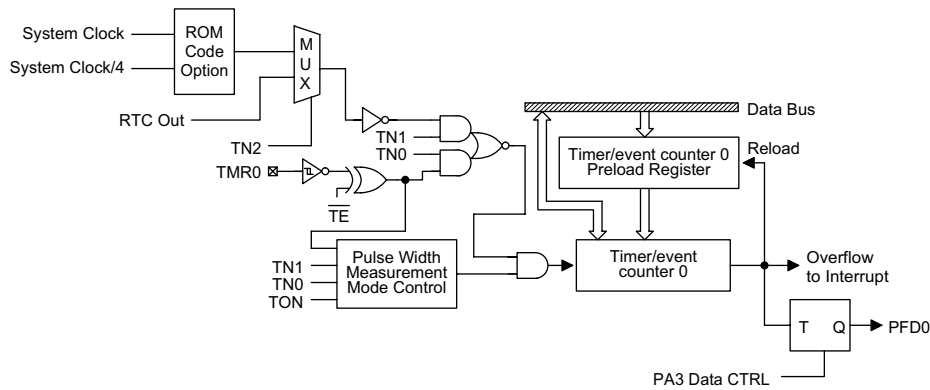 System Clock
System Clock/4
ROM
Code
Option
M
U
X
RTC Out
TN2
TMR0
TE
TN1
TN0
Data Bus
Timer/event counter 0
Preload Register
Reload
TN1
TN0
TON
Pulse Width
Measurement
Mode Control
Timer/event
counter 0
Overflow
to Interrupt
T Q
PFD0
PA3 Data CTRL